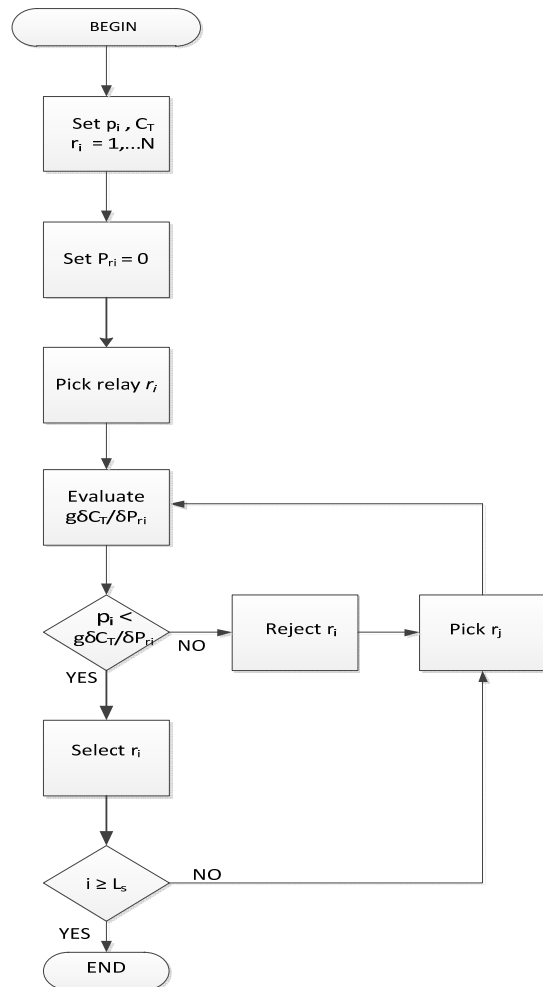 BEGIN
Set pᵢ , C_T
rᵢ = 1,...N
Set P_ri = 0
Pick relay rᵢ
Evaluate
gδC_T/δP_ri
pᵢ <
gδC_T/δP_ri
NO
Reject rᵢ
Pick rⱼ
YES
Select rᵢ
i ≥ Lₛ
NO
YES
END